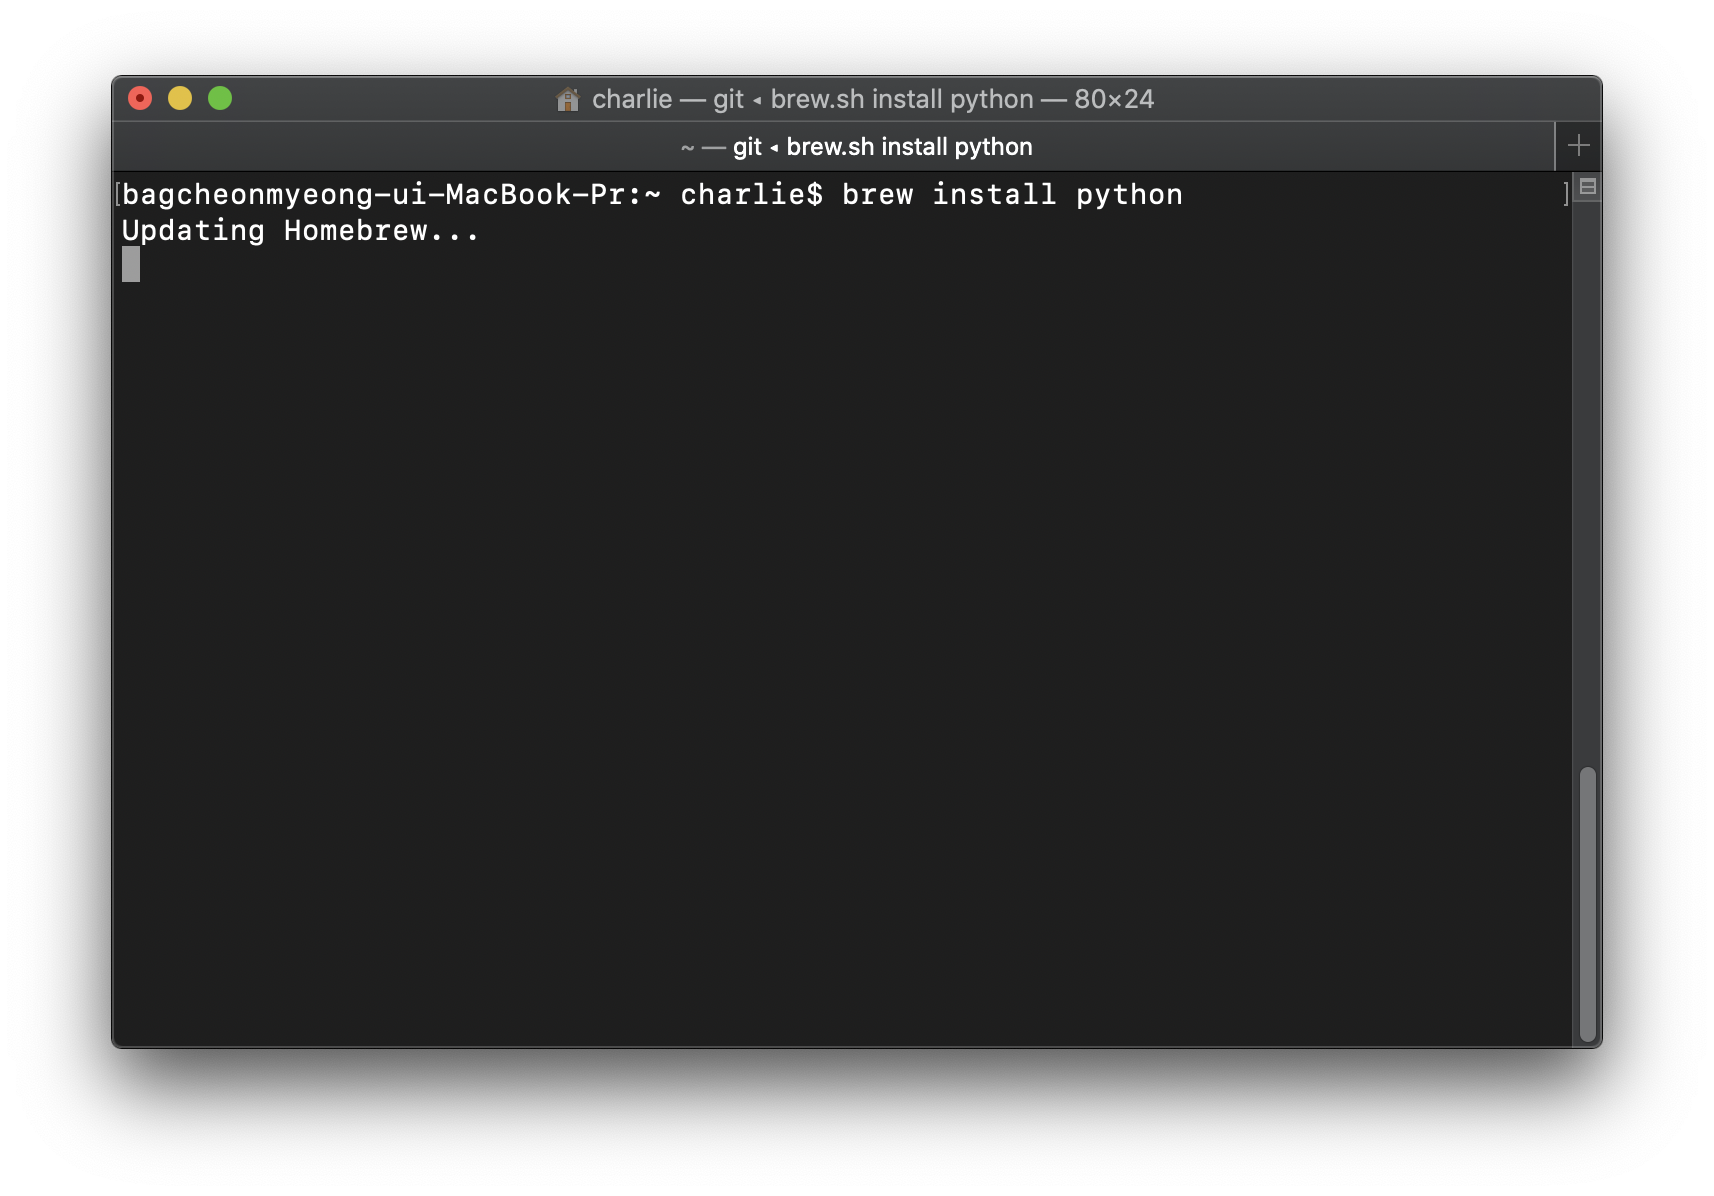 charlie — git ◂ brew.sh install python — 80×24
~ — git ◂ brew.sh install python
[bagcheonmyeong-ui-MacBook-Pr:~ charlie$ brew install python ]
Updating Homebrew...